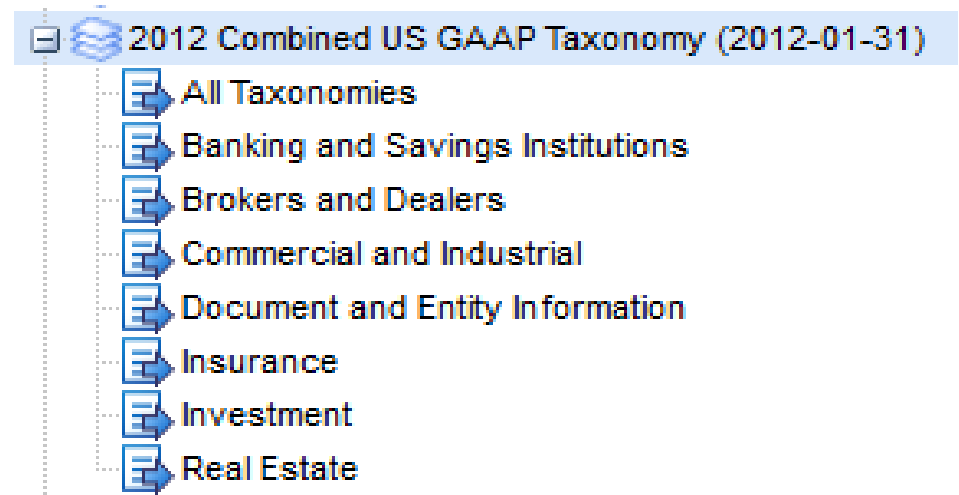 2012 Combined US GAAP Taxonomy (2012-01-31)
All Taxonomies
Banking and Savings Institutions
Brokers and Dealers
Commercial and Industrial
Document and Entity Information
Insurance
Investment
Real Estate